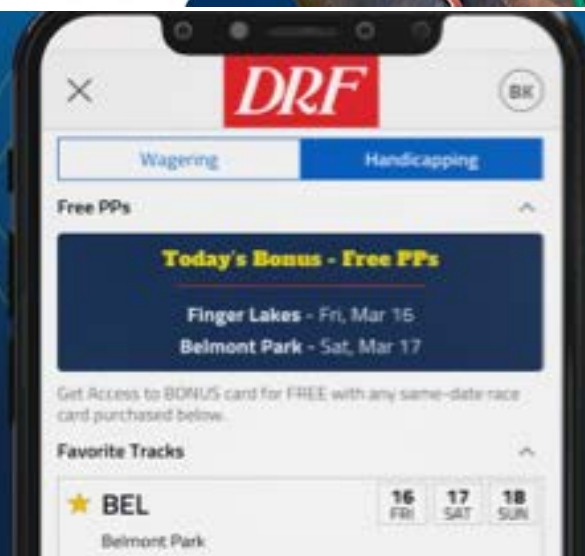 DRF
BK
Wagering
Handicapping
Free PPs
Today's Bonus - Free PPs
Finger Lakes - Fri, Mar 16
Belmont Park - Sat, Mar 17
Get Access to BONUS card for FREE with any same-date race
card purchased below.
Favorite Tracks
BEL
16 17 18
FRI SAT SUN
Belmont Park